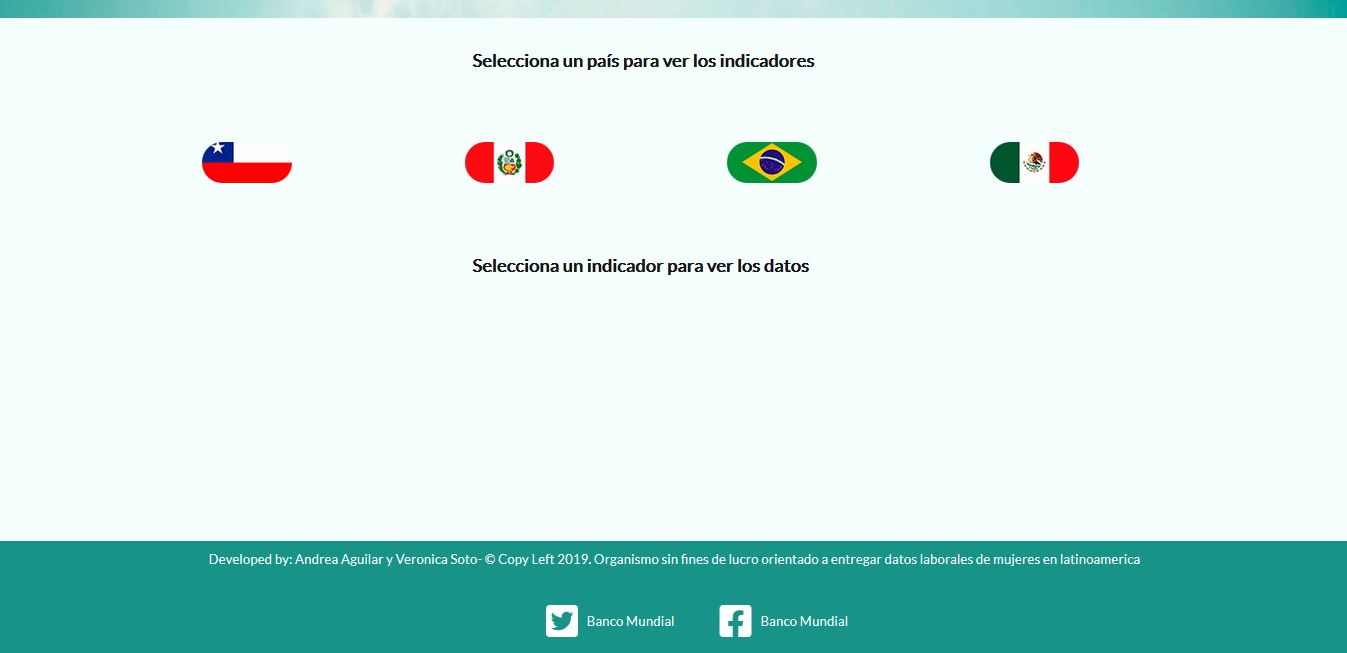 Selecciona un país para ver los indicadores
Selecciona un indicador para ver los datos
Developed by: Andrea Aguilar y Veronica Soto- © Copy Left 2019. Organismo sin fines de lucro orientado a entregar datos laborales de mujeres en latinoamerica
Banco Mundial Banco Mundial